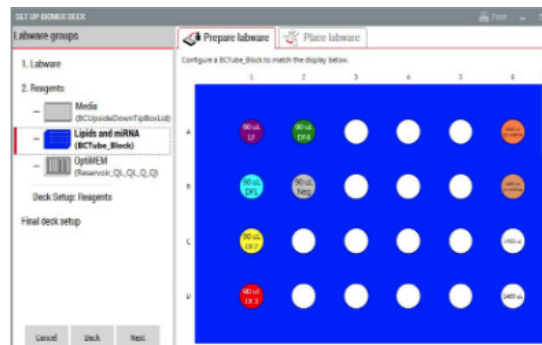 SET UP BIOMEK DECK
Print
Labware groups
Prepare labware
Place labware
1. Labware
2. Reagents
Media
(BCUpsideDownTipBoxLid)
Lipids and miRNA
(BCTube_Block)
OptiMEM
(Reservoir_QL_QL_Q_Q)
Deck Setup: Reagents
Final deck setup
Cancel
Back
Next
Configure a BCTube_Block to match the display below.
1 2 3 4 5 6
A
90 uL
LF
90 uL
B
90 uL
DF1
90 uL
Neg
C
90 uL
D
90 uL